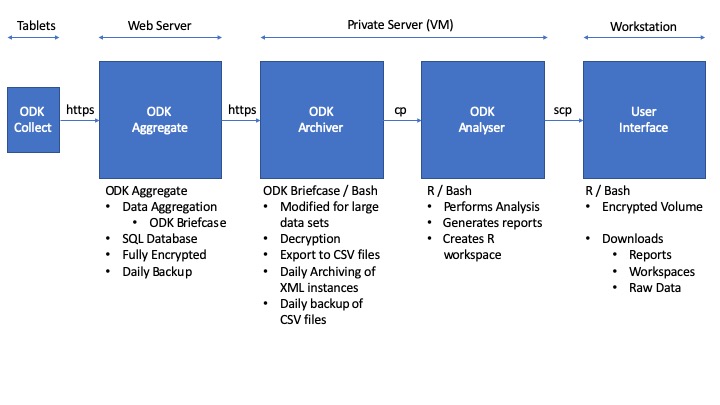 Tablets
Web Server
Private Server (VM)
Workstation
ODK
Collect
https
ODK
Aggregate
https
ODK
Archiver
cp
ODK
Analyser
scp
User
Interface
ODK Aggregate
• Data Aggregation
• ODK Briefcase
• SQL Database
• Fully Encrypted
• Daily Backup
ODK Briefcase / Bash
• Modified for large
data sets
• Decryption
• Export to CSV files
• Daily Archiving of
XML instances
• Daily backup of
CSV files
R / Bash
• Performs Analysis
• Generates reports
• Creates R
workspace
R / Bash
• Encrypted Volume
• Downloads
• Reports
• Workspaces
• Raw Data